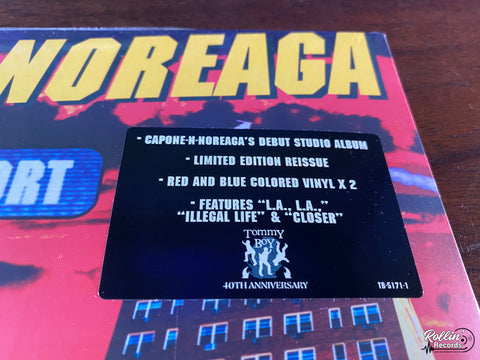 NOREAGA
ORT
- CAPONE-N-NOREAGA'S DEBUT STUDIO ALBUM
- LIMITED EDITION REISSUE
- RED AND BLUE COLORED VINYL X 2
- FEATURES "L.A., L.A.,"
"ILLEGAL LIFE" & "CLOSER"
TOMMY
BOY
40TH ANNIVERSARY
TB-5171-1
Rollin
Records